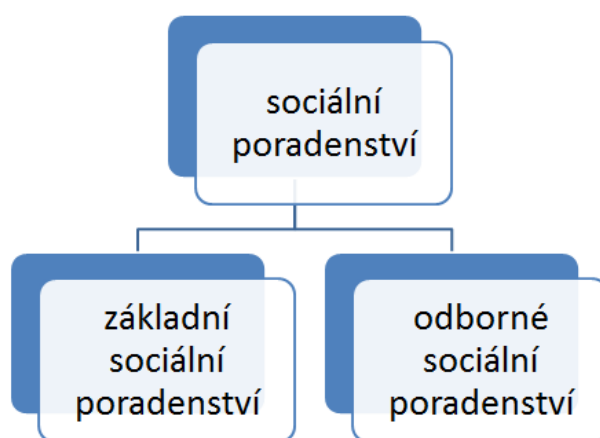 sociální
poradenství
základní
sociální
poradenství
odborné
sociální
poradenství